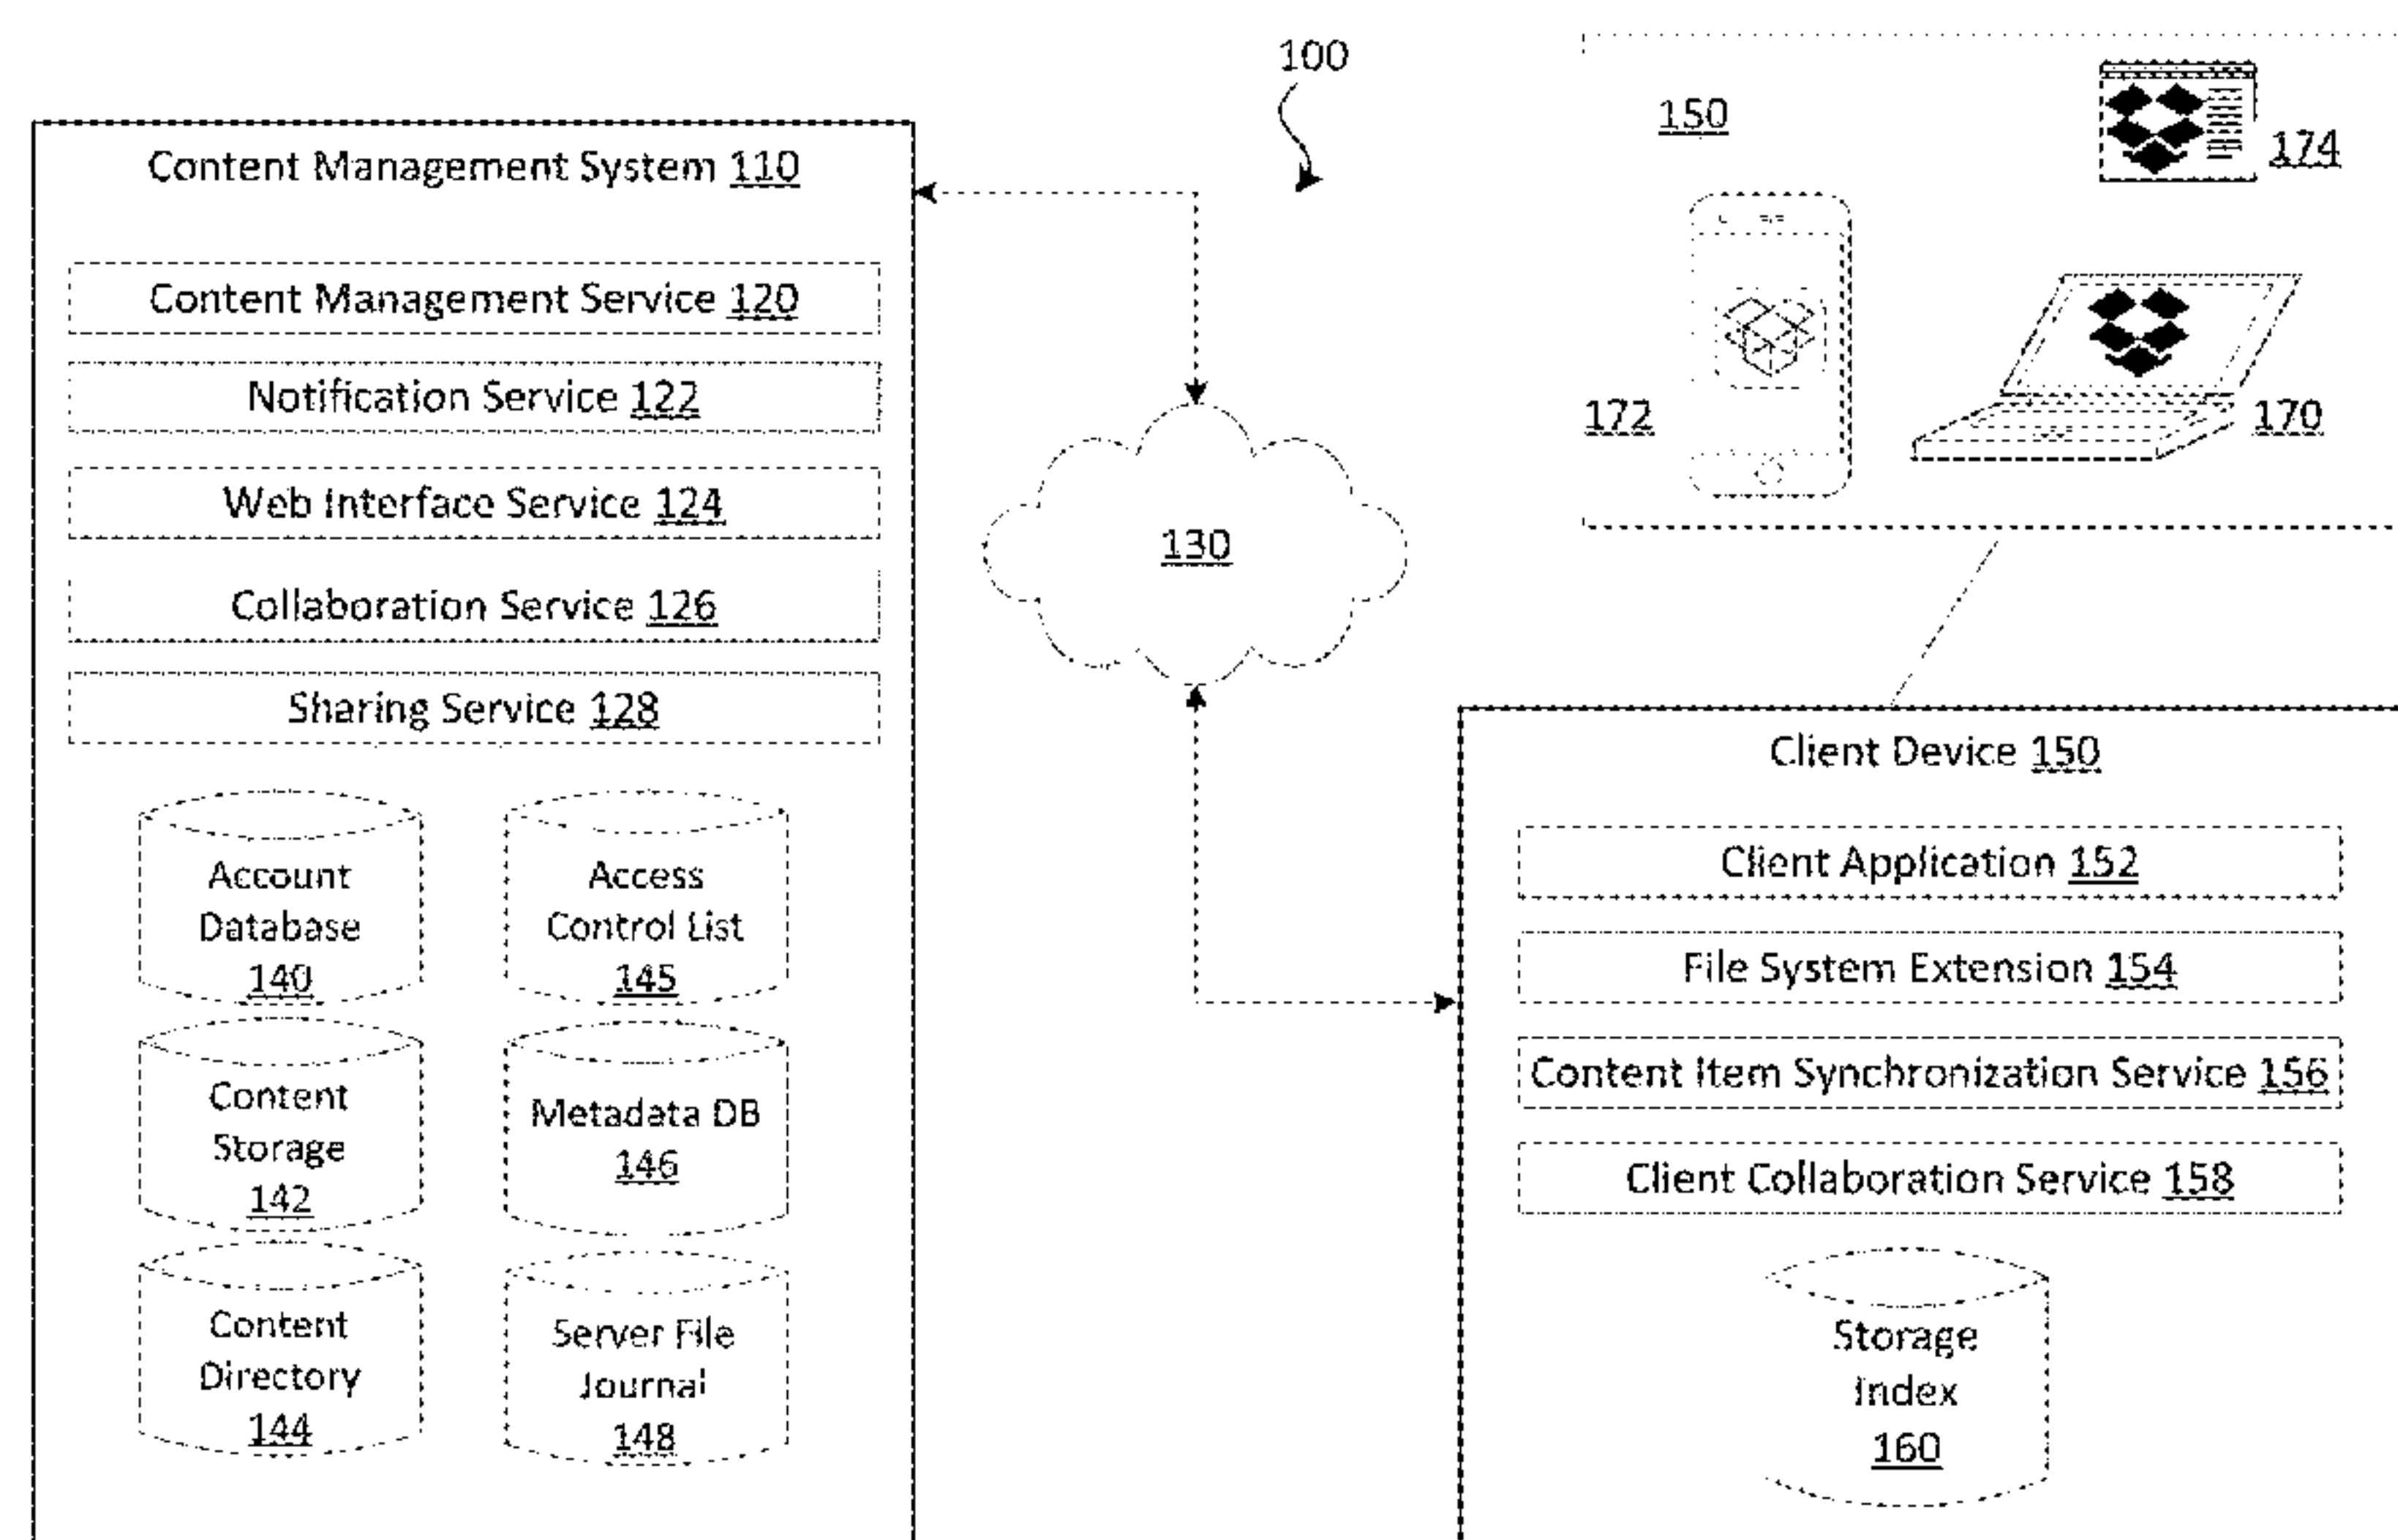 100
Content Management System 110
Content Management Service 120
Notification Service 122
Web Interface Service 124
Collaboration Service 126
Sharing Service 128
Account
Database
140
Access
Control List
145
Content
Storage
142
Metadata DB
146
Content
Directory
144
Server File
Journal
148
130
150
174
172
170
Client Device 150
Client Application 152
File System Extension 154
Content Item Synchronization Service 156
Client Collaboration Service 158
Storage
Index
160